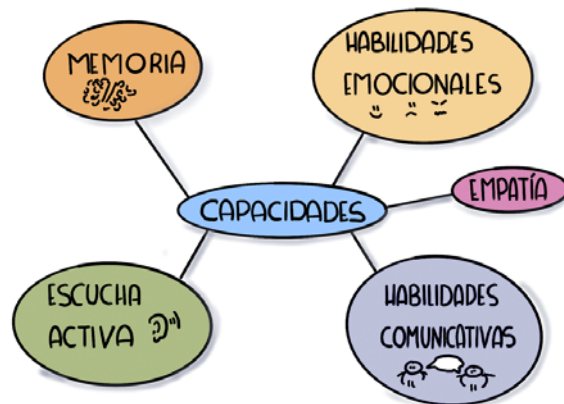 MEMORIA
HABILIDADES
EMOCIONALES
CAPACIDADES
EMPATÍA
ESCUCHA
ACTIVA
HABILIDADES
COMUNICATIVAS